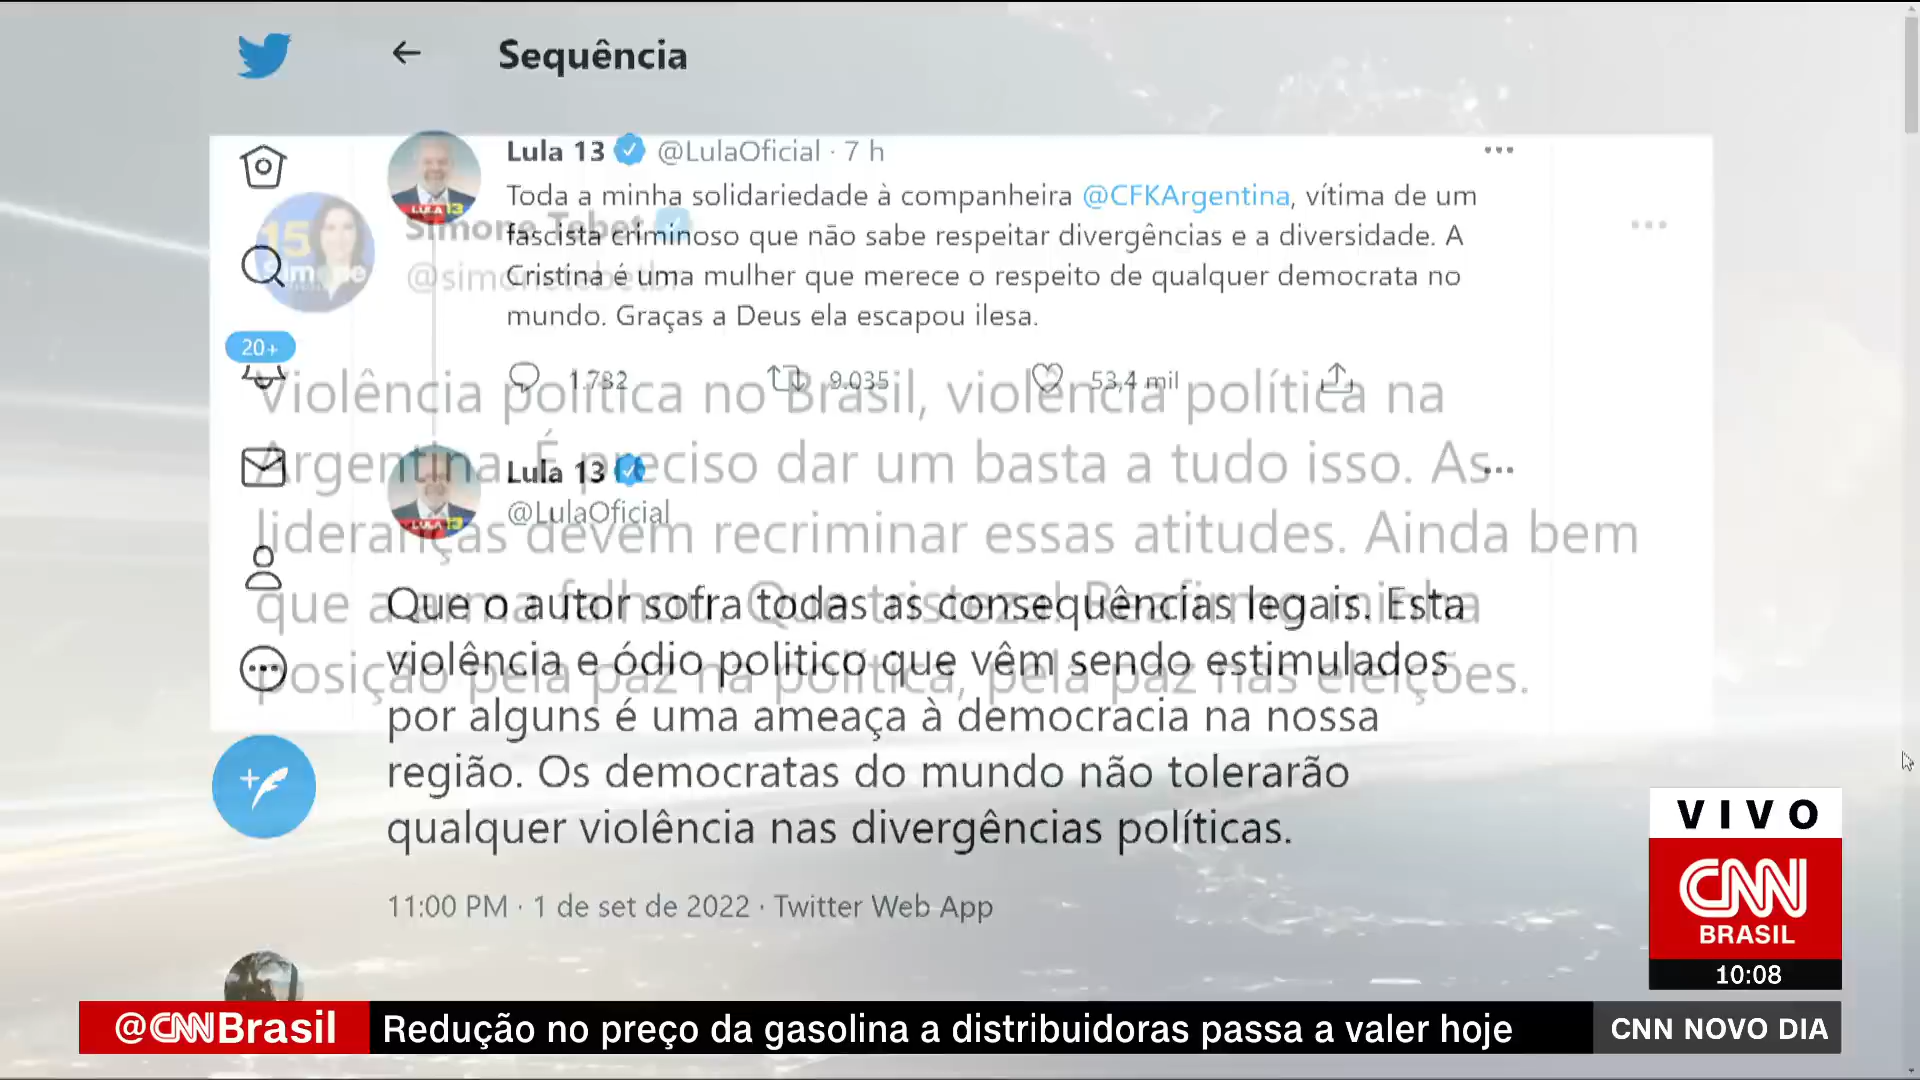 Sequência
Lula 13 @LulaOficial · 7 h
Toda a minha solidariedade à companheira @CFKArgentina, vítima de um
fascista criminoso que não sabe respeitar divergências e a diversidade. A
Cristina é uma mulher que merece o respeito de qualquer democrata no
mundo. Graças a Deus ela escapou ilesa.
1.732 9.035 53,4 mil
20+
15
Simone
Simone Tebet
@simonetebetbr
Violência política no Brasil, violência política na
Argentina. É preciso dar um basta a tudo isso. As
lideranças devem recriminar essas atitudes. Ainda bem
que a arma falhou. Que tristeza! Reafirmo minha
posição pela paz na política, pela paz nas eleições.
LULA 13
Lula 13
@LulaOficial
LULA 13
Que o autor sofra todas as consequências legais. Esta
violência e ódio politico que vêm sendo estimulados
por alguns é uma ameaça à democracia na nossa
região. Os democratas do mundo não tolerarão
qualquer violência nas divergências políticas.
11:00 PM · 1 de set de 2022 · Twitter Web App
VIVO
CNN
BRASIL
10:08
@CNNBrasil Redução no preço da gasolina a distribuidoras passa a valer hoje CNN NOVO DIA